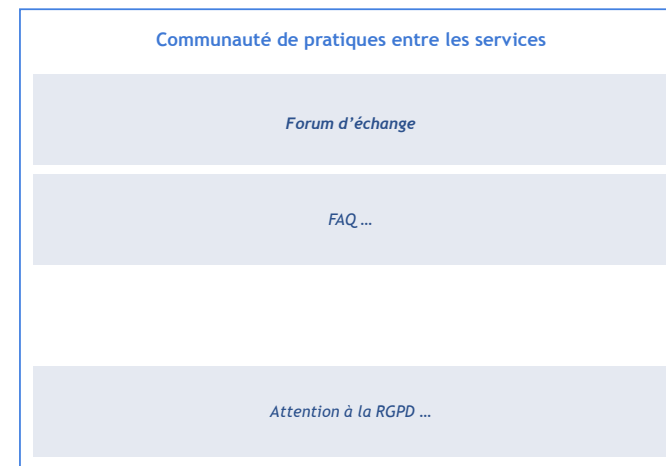 Communauté de pratiques entre les services
Forum d’échange
FAQ …
Attention à la RGPD …